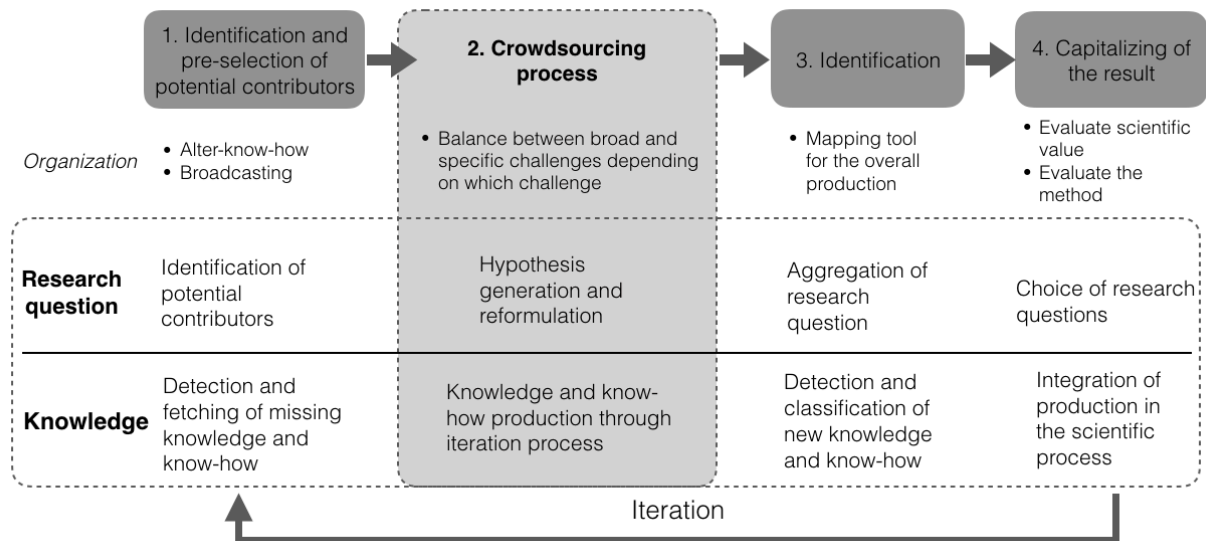 1. Identification and
pre-selection of
potential contributors
2. Crowdsourcing
process
3. Identification
4. Capitalizing of
the result
Organization
• Alter-know-how
• Broadcasting
• Balance between broad and
specific challenges depending
on which challenge
• Mapping tool
for the overall
production
• Evaluate scientific
value
• Evaluate the
method
Research
question
Identification of
potential
contributors
Hypothesis
generation and
reformulation
Aggregation of
research
question
Choice of research
questions
Knowledge
Detection and
fetching of missing
knowledge and
know-how
Knowledge and know-
how production through
iteration process
Detection and
classification of
new knowledge
and know-how
Integration of
production in
the scientific
process
Iteration